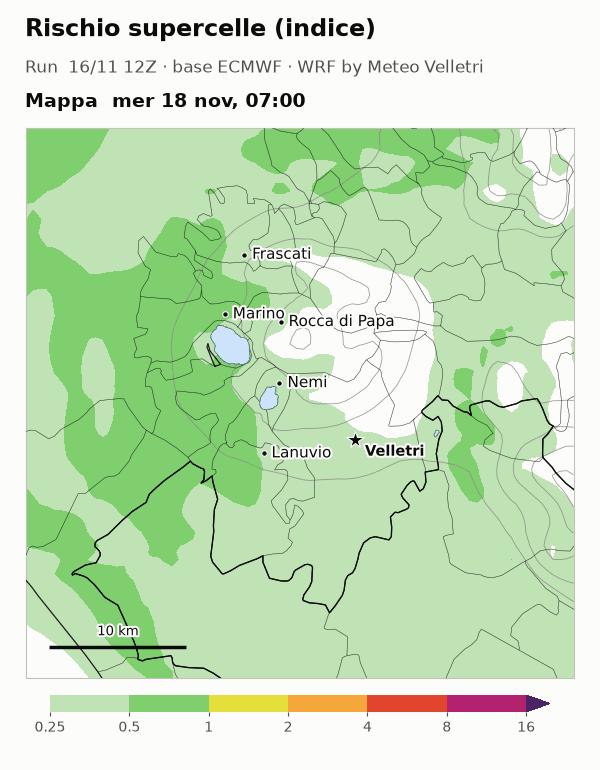 Rischio supercelle (indice)
Run  16/11 12Z · base ECMWF · WRF by Meteo Velletri
Mappa  mer 18 nov, 07:00
Frascati
Marino
Rocca di Papa
Nemi
Velletri
Lanuvio
10 km
0.25 0.5 1 2 4 8 16